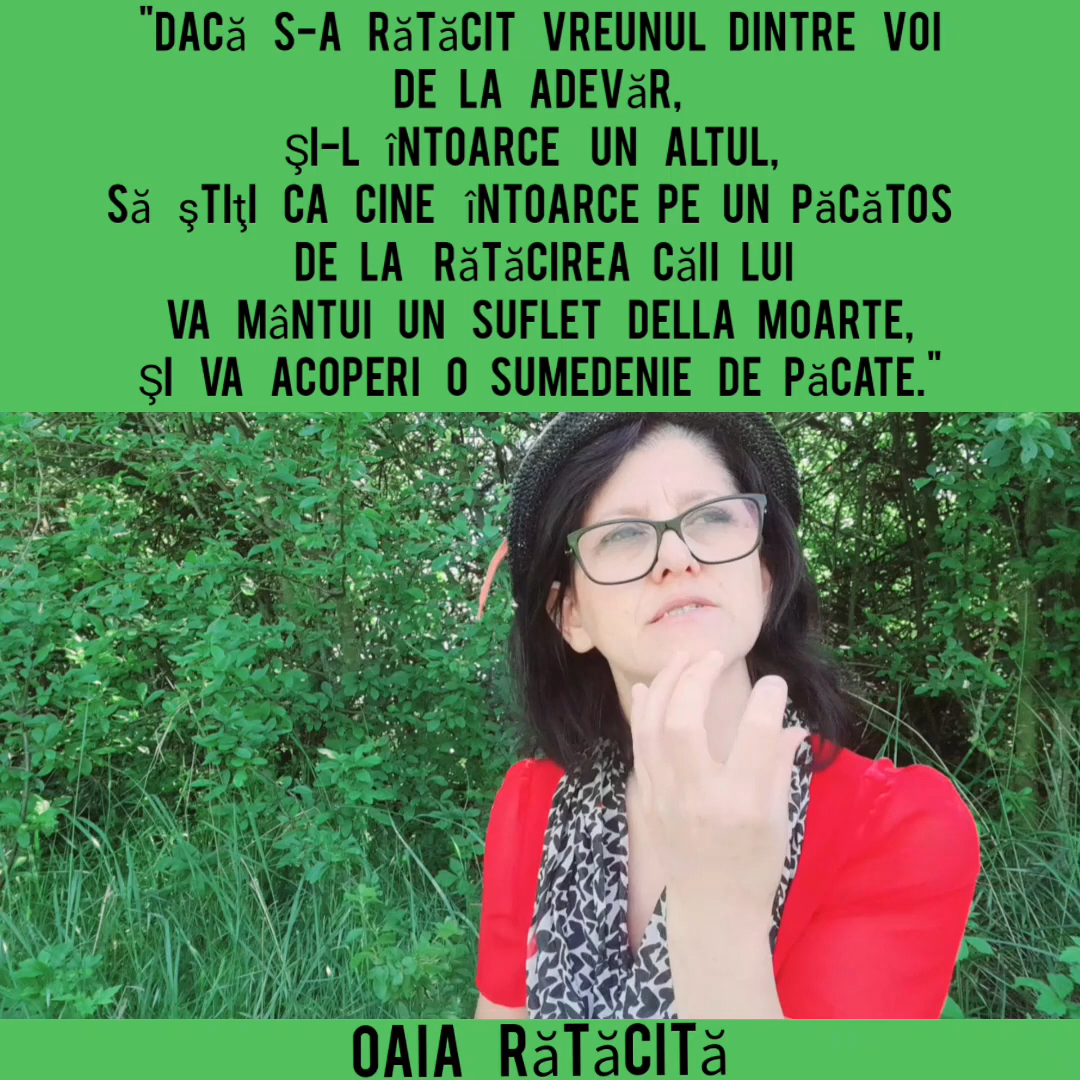 "DACă S-A RăTăCIT VREUNUL DINTRE VOI
DE LA ADEVăR,
ŞI-L îNTOARCE UN ALTUL,
Să şTIţI CA CINE îNTOARCE PE UN PăCăTOS
DE LA RăTăCIREA CăII LUI
VA MâNTUI UN SUFLET DELLA MOARTE,
ŞI VA ACOPERI O SUMEDENIE DE PăCATE."
OAIA RăTăCITă